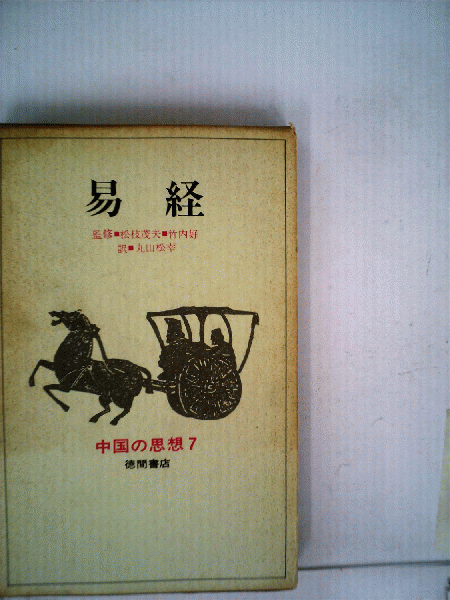 易経
監修■松枝茂夫■竹内好
訳■丸山松幸
中国の思想7
徳間書店